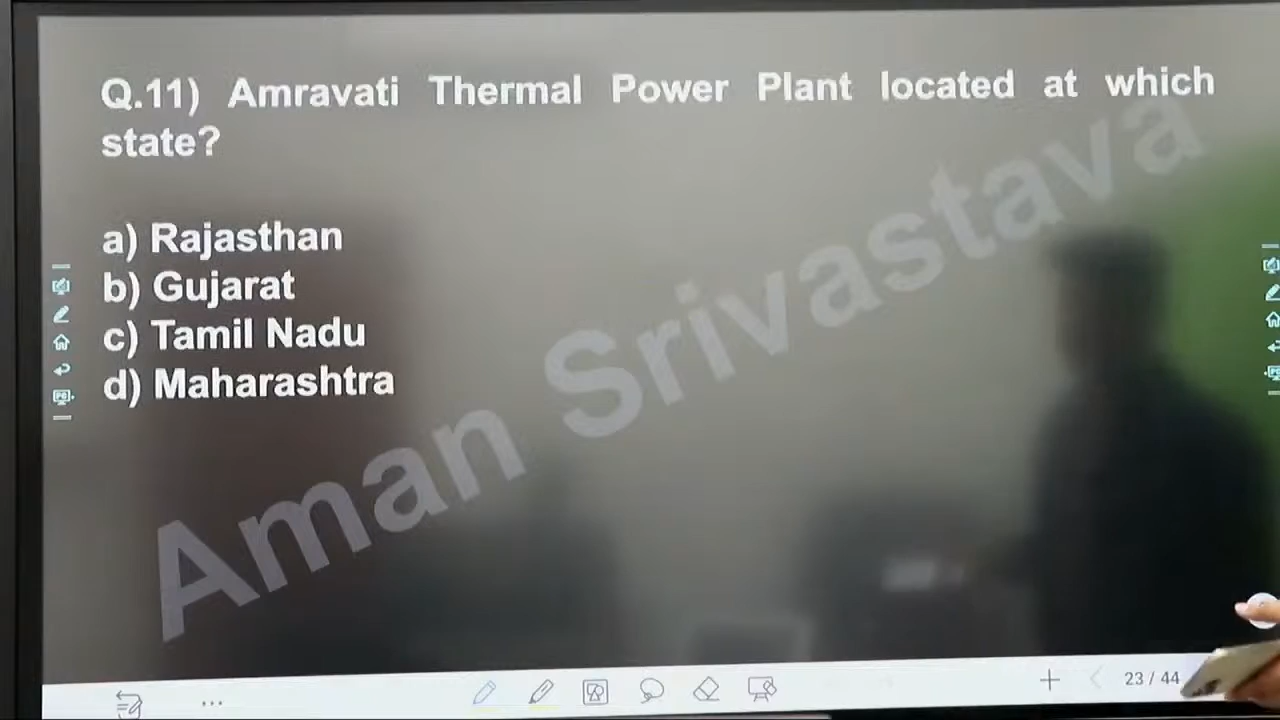 Q.11) Amravati Thermal Power Plant located at which
state?
a) Rajasthan
b) Gujarat
c) Tamil Nadu
d) Maharashtra
Aman Srivastava
23 / 44